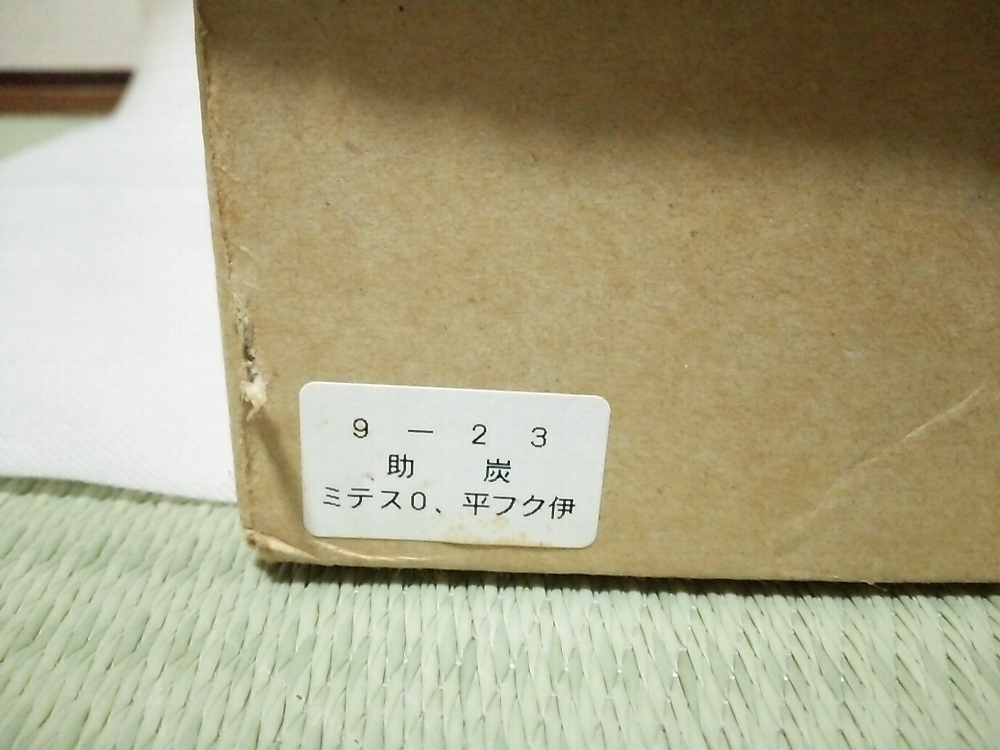 9 — 2 3
助 炭
ミテス0、平フク伊